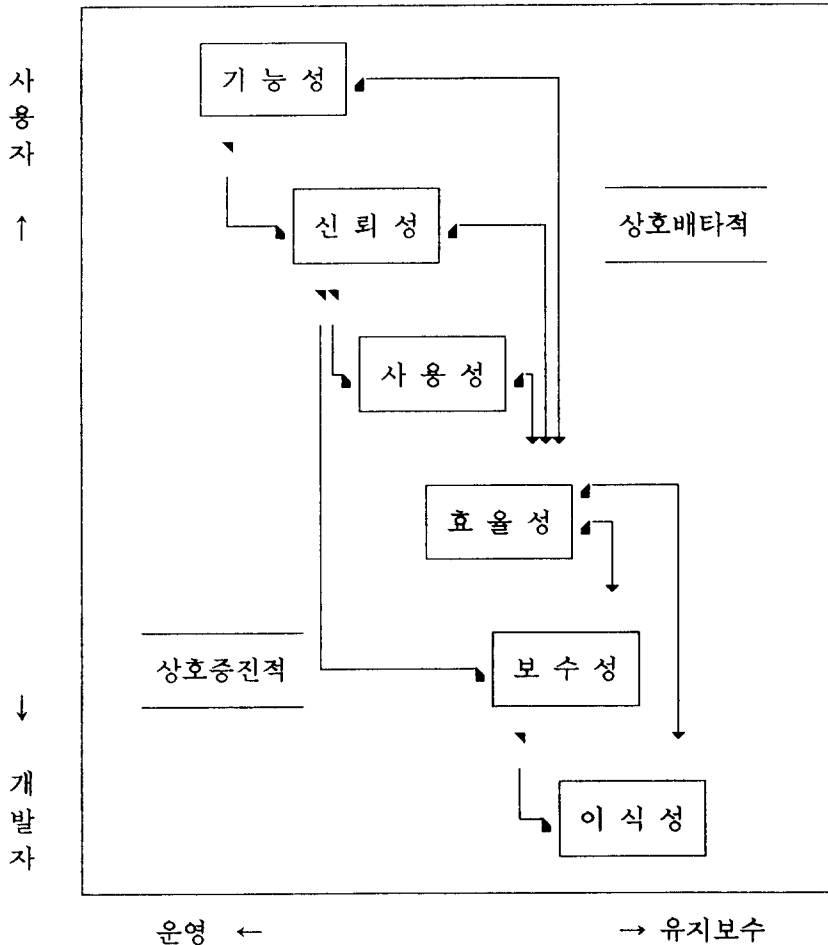 사용자
↑
기 능 성
신 뢰 성
상호배타적
사 용 성
효 율 성
상호증진적
보 수 성
이 식 성
↓
개발자
운영 ←
→ 유지보수